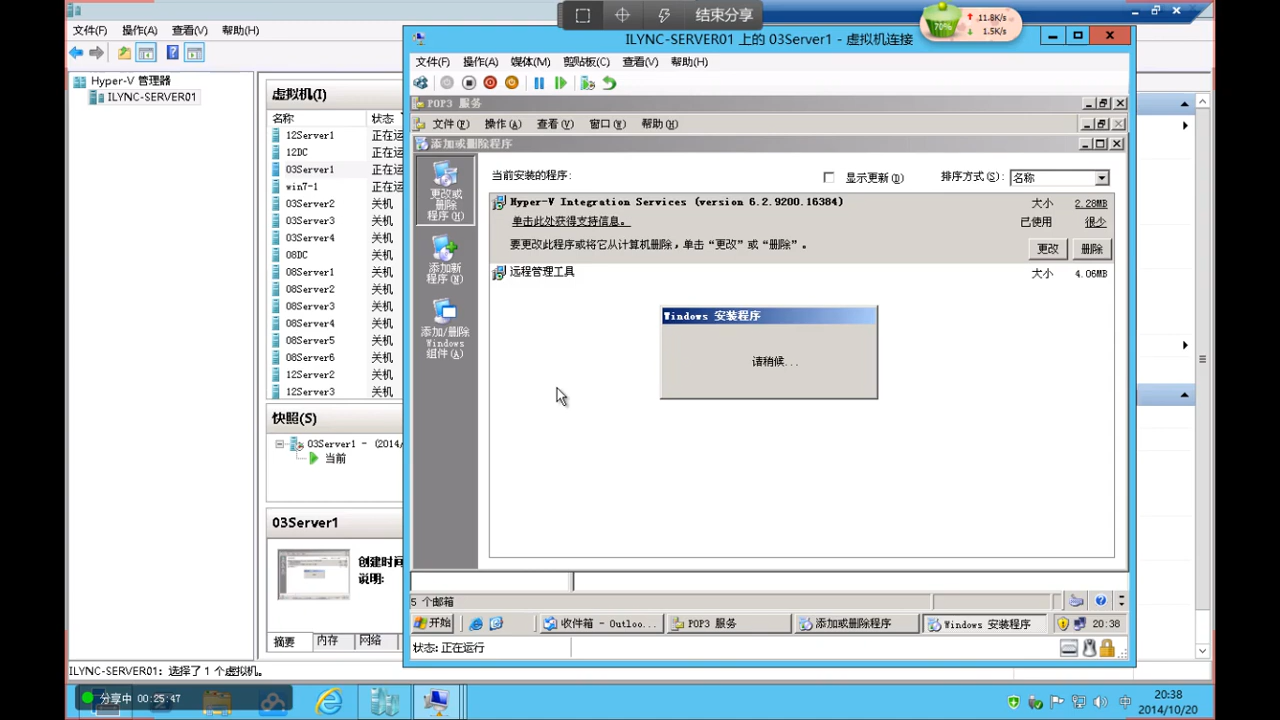 结束分享
70%
11.8K/s
1.5K/s
文件(F) 操作(A) 查看(V) 帮助(H)
Hyper-V 管理器
ILYNC-SERVER01
虚拟机(I)
名称 状态
12Server1 正在运
12DC 正在运
03Server1 正在运
win7-1 正在运
03Server2 关机
03Server3 关机
03Server4 关机
08DC 关机
08Server1 关机
08Server2 关机
08Server3 关机
08Server4 关机
08Server5 关机
08Server6 关机
12Server2 关机
12Server3 关机
快照(S)
03Server1 - (2014/
当前
03Server1
创建时间
说明:
摘要 内存 网络
ILYNC-SERVER01: 选择了 1 个虚拟机。
ILYNC-SERVER01 上的 03Server1 - 虚拟机连接
文件(F) 操作(A) 媒体(M) 剪贴板(C) 查看(V) 帮助(H)
POP3 服务
文件(F) 操作(A) 查看(V) 窗口(W) 帮助(H)
添加或删除程序
更改或删除程序(H)
添加新程序(N)
添加/删除 Windows 组件(A)
当前安装的程序: 显示更新(D) 排序方式(S): 名称
Hyper-V Integration Services (version 6.2.9200.16384) 大小 2.28MB
单击此处获得支持信息。 已使用 很少
要更改此程序或将它从计算机删除,单击“更改”或“删除”。 更改 删除
远程管理工具 大小 4.06MB
Windows 安装程序
请稍候...
5 个邮箱
开始 收件箱 - Outloo... POP3 服务 添加或删除程序 Windows 安装程序 20:38
状态: 正在运行
分享中 00:25:47
中
20:38
2014/10/20